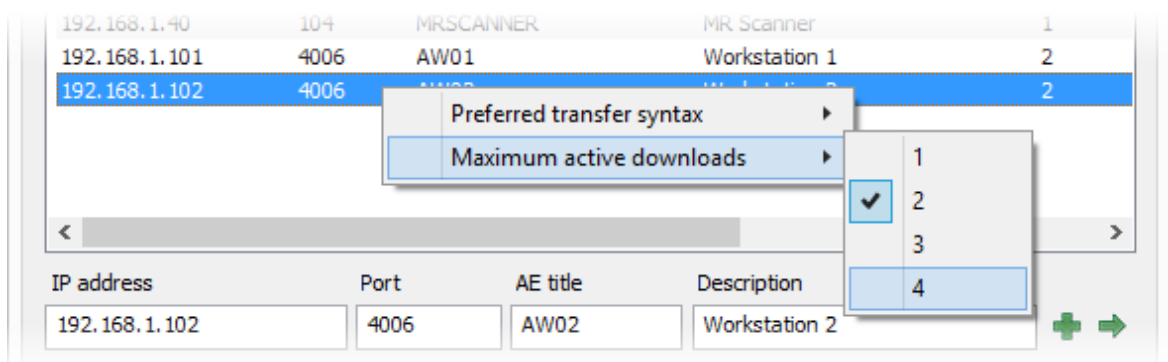 192.168.1.40 104 MRSCANNER MR Scanner 1
192.168.1.101 4006 AW01 Workstation 1 2
192.168.1.102 4006 2
Preferred transfer syntax
Maximum active downloads
1
2
3
4
IP address Port AE title Description
192.168.1.102 4006 AW02 Workstation 2